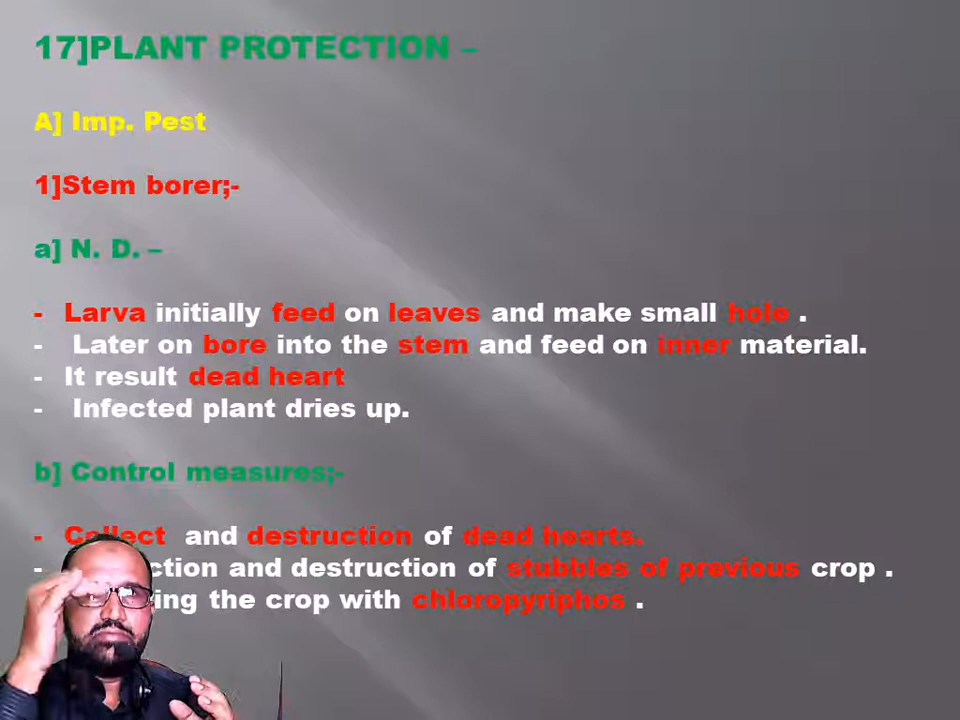 17]PLANT PROTECTION –
A] Imp. Pest
1]Stem borer;-
a] N. D. –
- Larva initially feed on leaves and make small hole .
- Later on bore into the stem and feed on inner material.
- It result dead heart
- Infected plant dries up.
b] Control measures;-
- Collect and destruction of dead hearts.
- and destruction of stubbles of previous crop .
the crop with chloropyriphos .